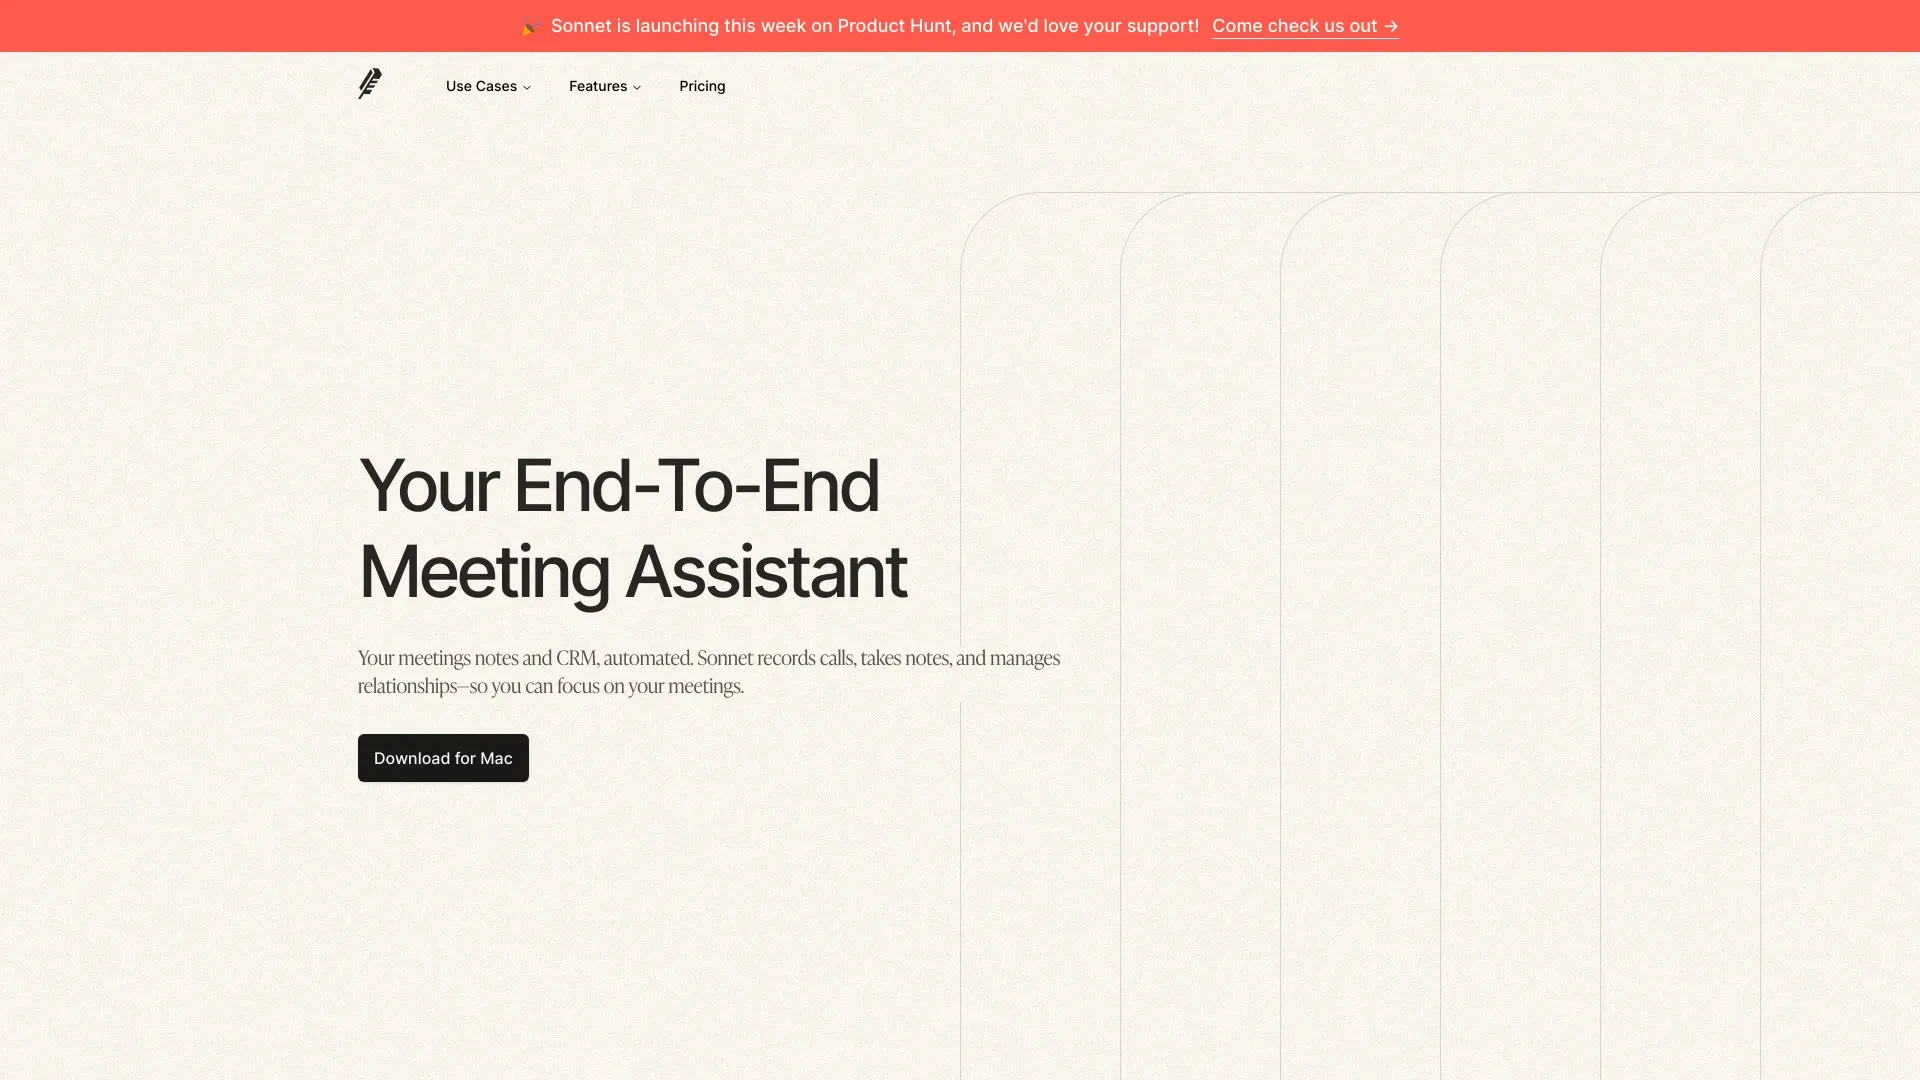 🎉 Sonnet is launching this week on Product Hunt, and we'd love your support! Come check us out →
Use Cases Features Pricing
Your End-To-End
Meeting Assistant
Your meetings notes and CRM, automated. Sonnet records calls, takes notes, and manages
relationships—so you can focus on your meetings.
Download for Mac